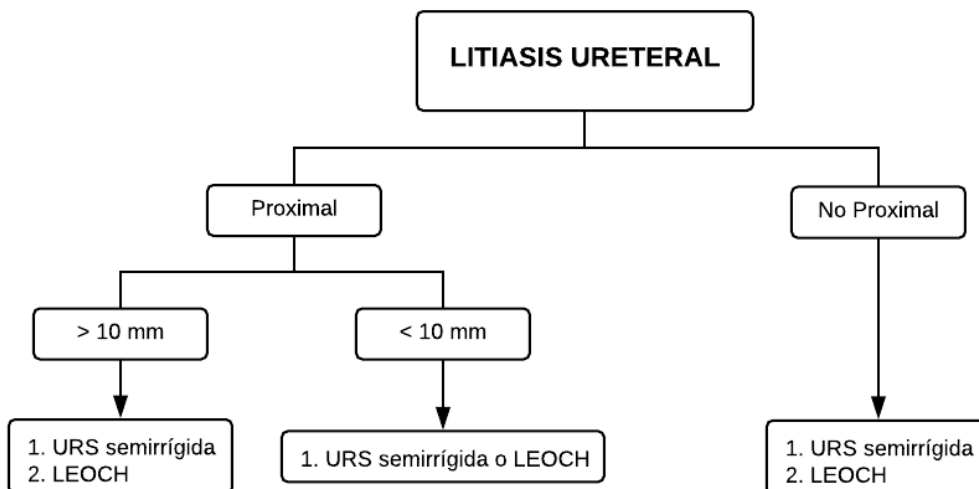 LITIASIS URETERAL
Proximal
No Proximal
> 10 mm
< 10 mm
1. URS semirrígida
2. LEOCH
1. URS semirrígida o LEOCH
1. URS semirrígida
2. LEOCH